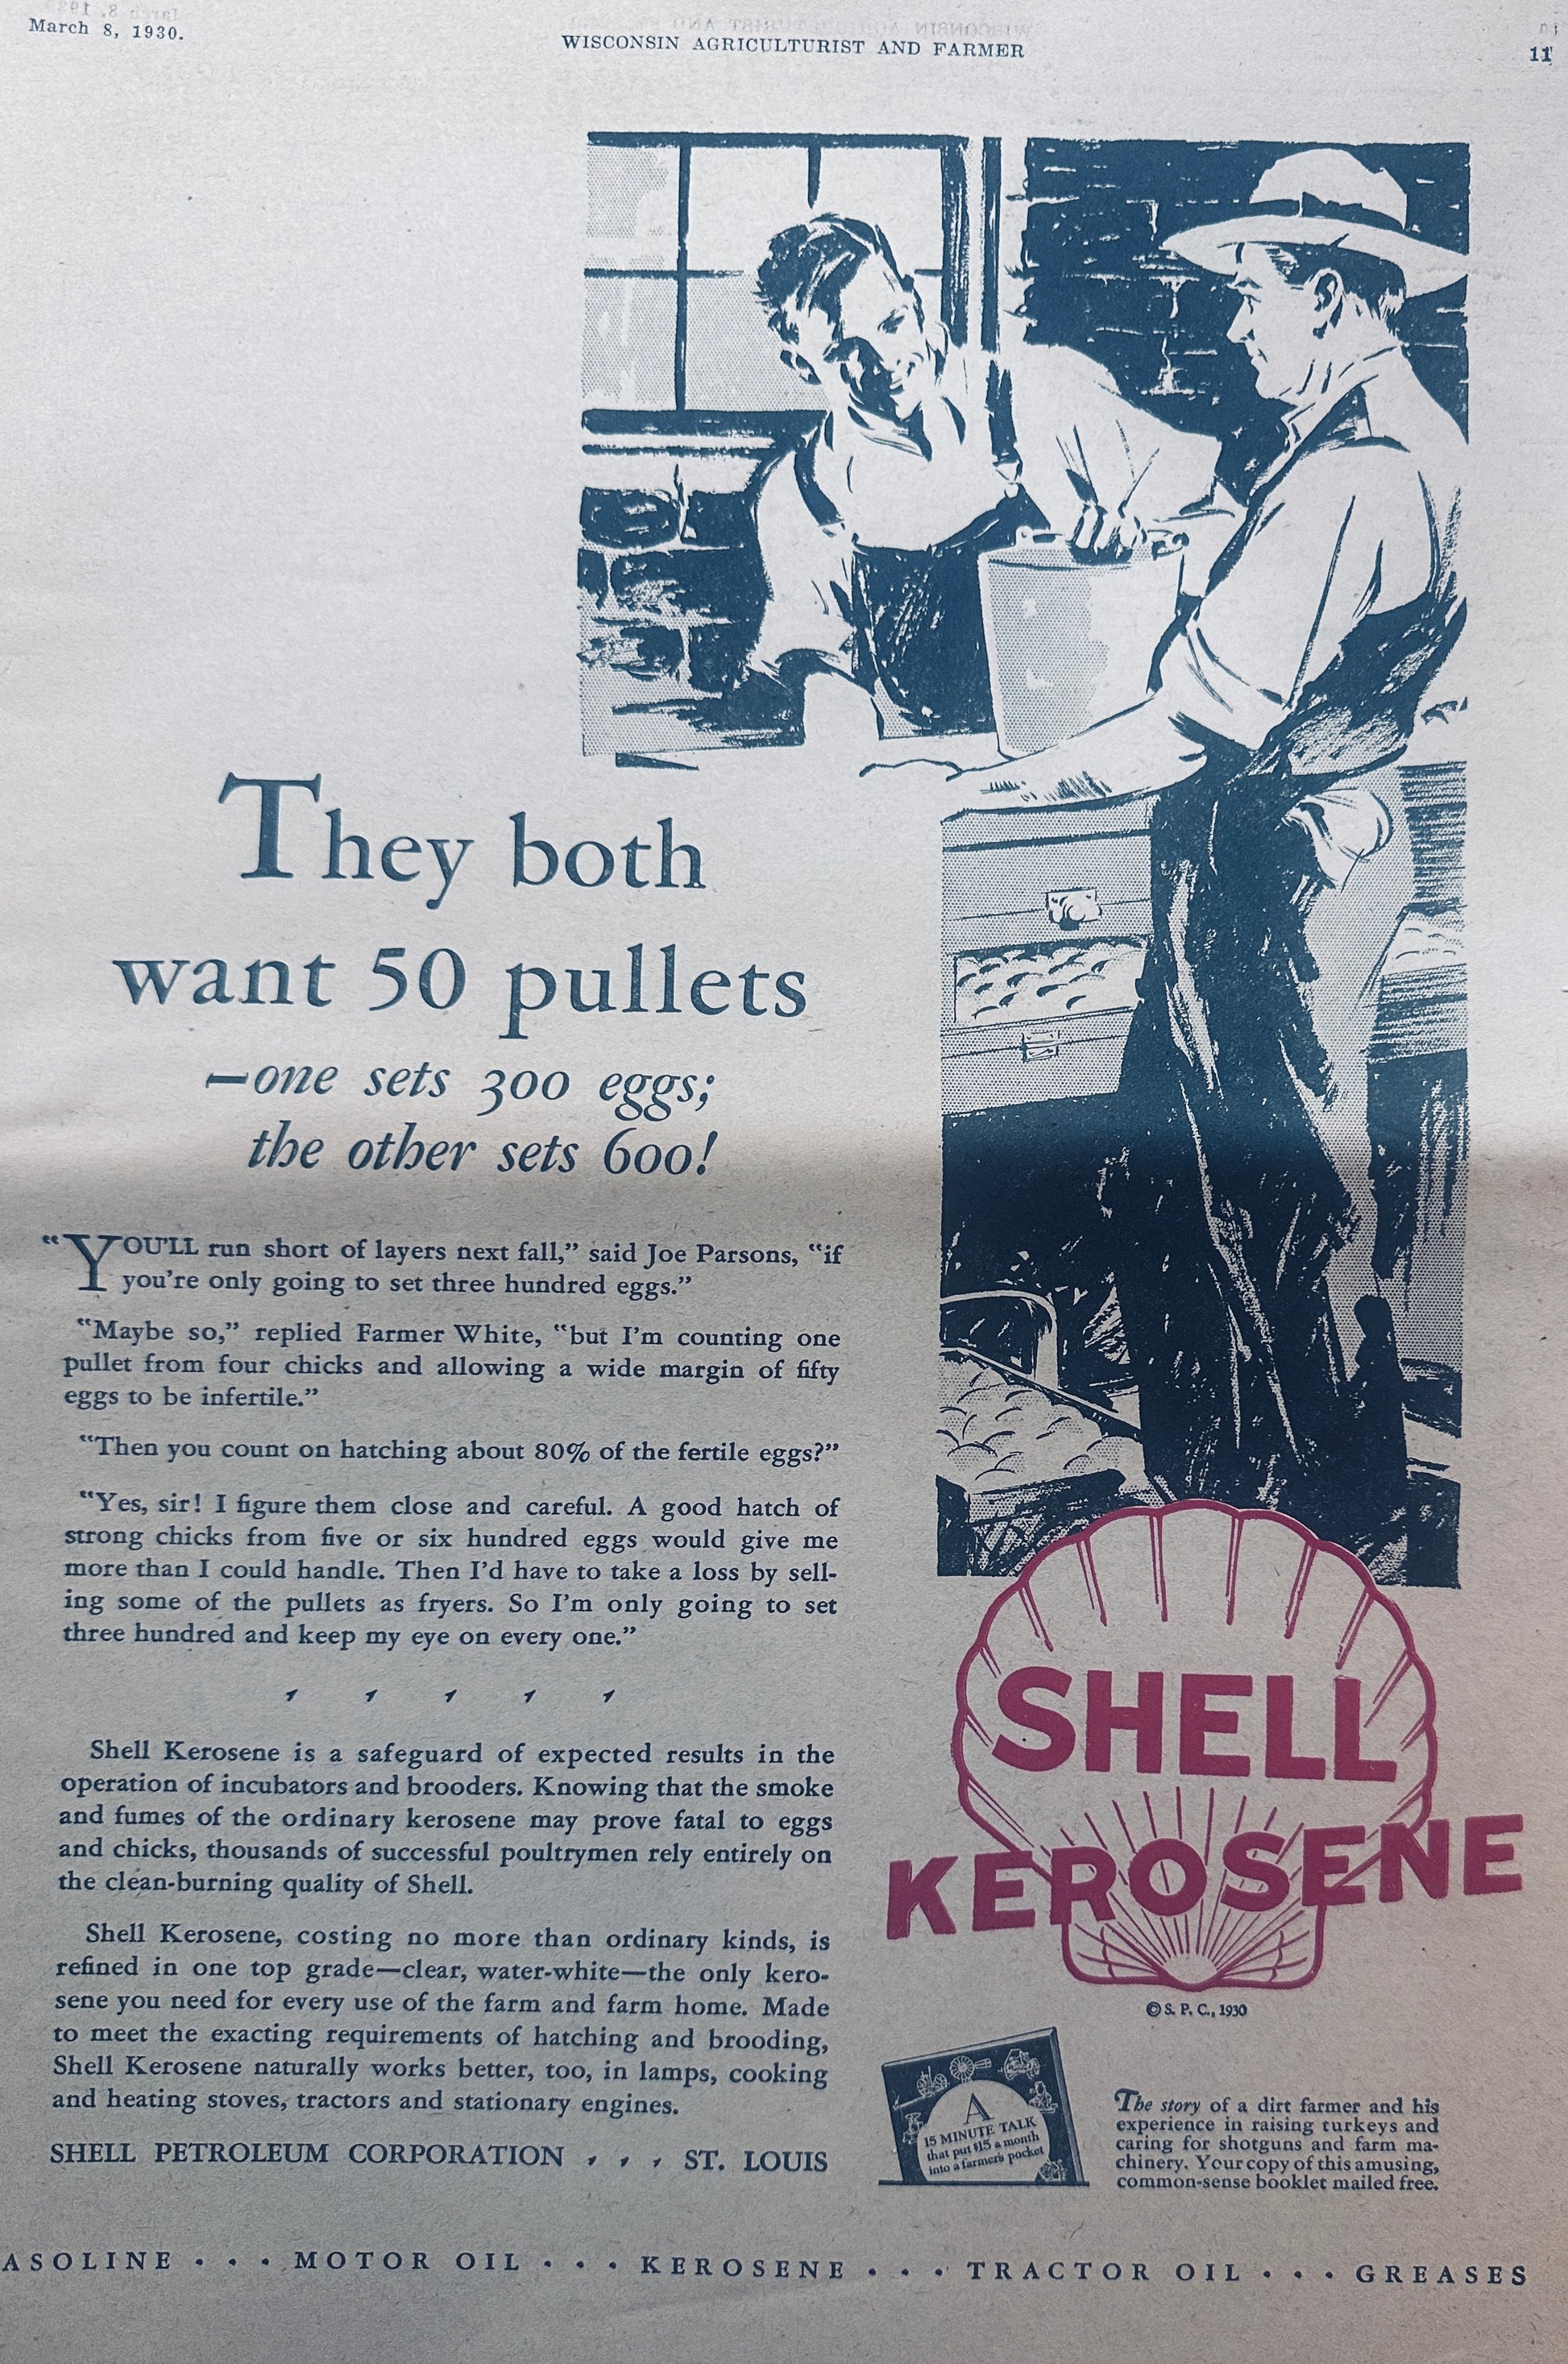 March 8, 1930.
WISCONSIN AGRICULTURIST AND FARMER
11
They both
want 50 pullets
—one sets 300 eggs;
the other sets 600!
"YOU'LL run short of layers next fall," said Joe Parsons, "if
you're only going to set three hundred eggs."
"Maybe so," replied Farmer White, "but I'm counting one
pullet from four chicks and allowing a wide margin of fifty
eggs to be infertile."
"Then you count on hatching about 80% of the fertile eggs?"
"Yes, sir! I figure them close and careful. A good hatch of
strong chicks from five or six hundred eggs would give me
more than I could handle. Then I'd have to take a loss by sell-
ing some of the pullets as fryers. So I'm only going to set
three hundred and keep my eye on every one."
Shell Kerosene is a safeguard of expected results in the
operation of incubators and brooders. Knowing that the smoke
and fumes of the ordinary kerosene may prove fatal to eggs
and chicks, thousands of successful poultrymen rely entirely on
the clean-burning quality of Shell.
Shell Kerosene, costing no more than ordinary kinds, is
refined in one top grade—clear, water-white—the only kero-
sene you need for every use of the farm and farm home. Made
to meet the exacting requirements of hatching and brooding,
Shell Kerosene naturally works better, too, in lamps, cooking
and heating stoves, tractors and stationary engines.
SHELL PETROLEUM CORPORATION , , , ST. LOUIS
SHELL
KEROSENE
© S. P. C., 1930
A
15 MINUTE TALK
that put $15 a month
into a farmer's pocket
The story of a dirt farmer and his
experience in raising turkeys and
caring for shotguns and farm ma-
chinery. Your copy of this amusing,
common-sense booklet mailed free.
ASOLINE · · · MOTOR OIL · · · KEROSENE · · · TRACTOR OIL · · · GREASES